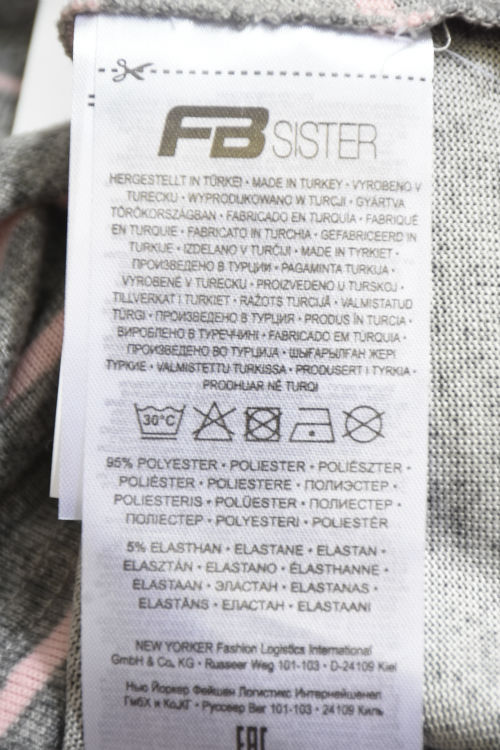 FB SISTER
HERGESTELLT IN TÜRKEI • MADE IN TURKEY • VYROBENO V
TURECKU • WYPRODUKOWANO W TURCJI • GYÁRTVA
TÖRÖKORSZÁGBAN • FABRICADO EN TURQUÍA • FABRIQUÉ
EN TURQUIE • FABRICATO IN TURCHIA • GEFABRICEERD IN
TURKIJE • IZDELANO V TURČIJI • MADE IN TYRKIET •
ПРОИЗВЕДЕНО В ТУРЦИИ • PAGAMINTA TURKIJA •
VYROBENÉ V TURECKU • PROIZVEDENO U TURSKOJ •
TILLVERKAT I TURKIET • RAŽOTS TURCIJĀ • VALMISTATUD
TÜRGI • ПРОИЗВЕДЕНО В ТУРЦИЯ • PRODUS ÎN TURCIA •
ВИРОБЛЕНО В ТУРЕЧЧИНІ • FABRICADO EM TURQUIA •
ПРОИЗВЕДЕНО ВО ТУРЦИЈА • ШЫҒАРЫЛҒАН ЖЕРІ
ТҮРКИЕ • VALMISTETTU TURKISSA • PRODUSERT I TYRKIA •
PRODHUAR NË TURQI
30°C
95% POLYESTER • POLIESTER • POLIÉSZTER •
POLIÉSTER • POLIESTERE • ПОЛИЭСТЕР •
POLIESTERIS • POLÜESTER • ПОЛИЕСТЕР •
ПОЛІЕСТЕР • POLYESTERI • POLIESTËR
5% ELASTHAN • ELASTANE • ELASTAN •
ELASZTÁN • ELASTANO • ÉLASTHANNE •
ELASTAAN • ЭЛАСТАН • ELASTANAS •
ELASTĀNS • ЕЛАСТАН • ELASTAANI
NEW YORKER Fashion Logistics International
GmbH & Co. KG • Russeer Weg 101-103 • D-24109 Kiel
Нью Йоркер Фейшен Логистикс Интернейшенел
ГмбХ и КоЖГ • Руссеер Вег 101-103 • 24109 Киль
EAC